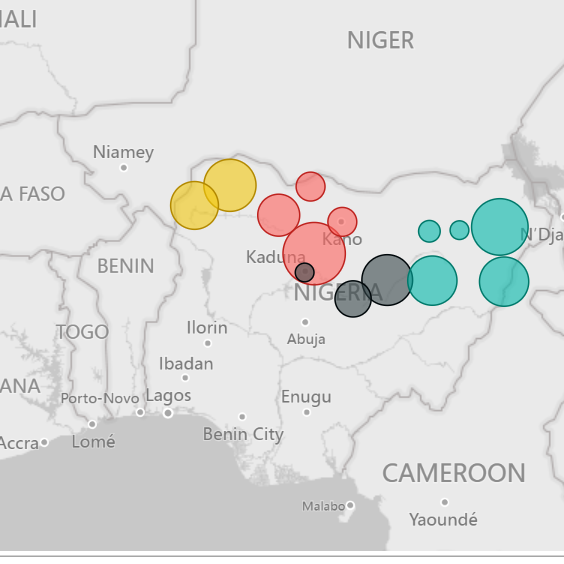 IALI
NIGER
Niamey
A FASO
N'Dja
Kano
Kaduna
BENIN
NIGERIA
TOGO
Ilorin
Abuja
Ibadan
ANA
Porto-Novo
Lagos
Enugu
Accra
Lomé
Benin City
CAMEROON
Malabo
Yaoundé